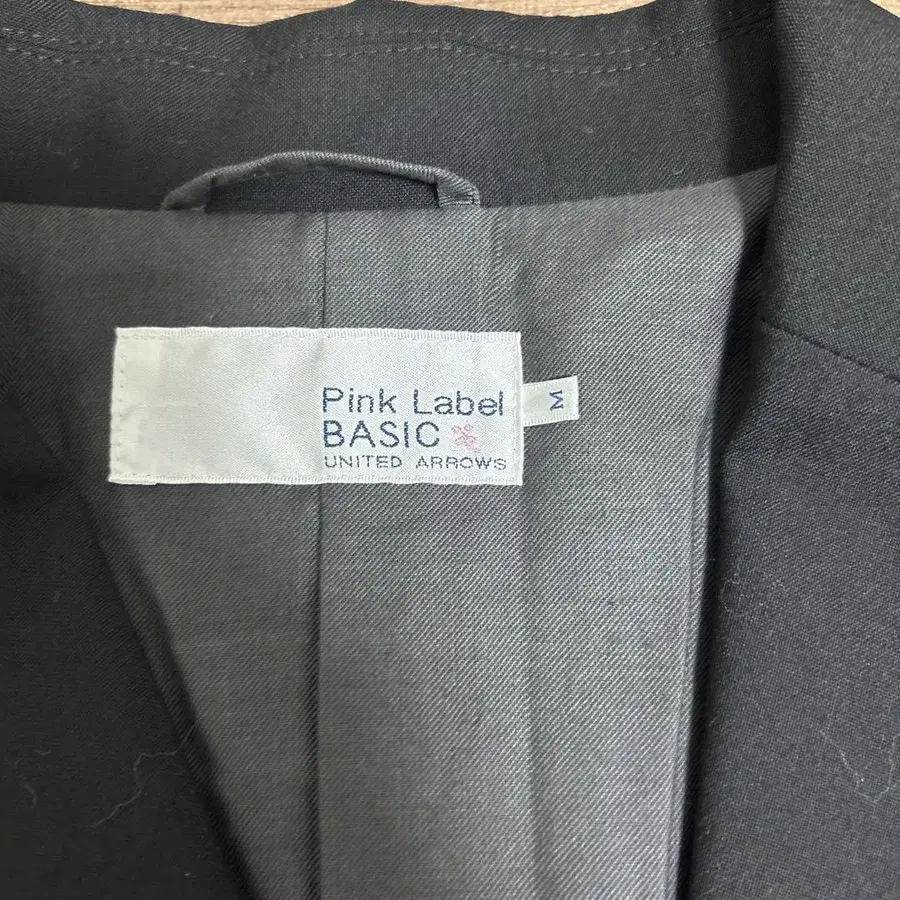 Pink Label
BASIC
UNITED ARROWS
M